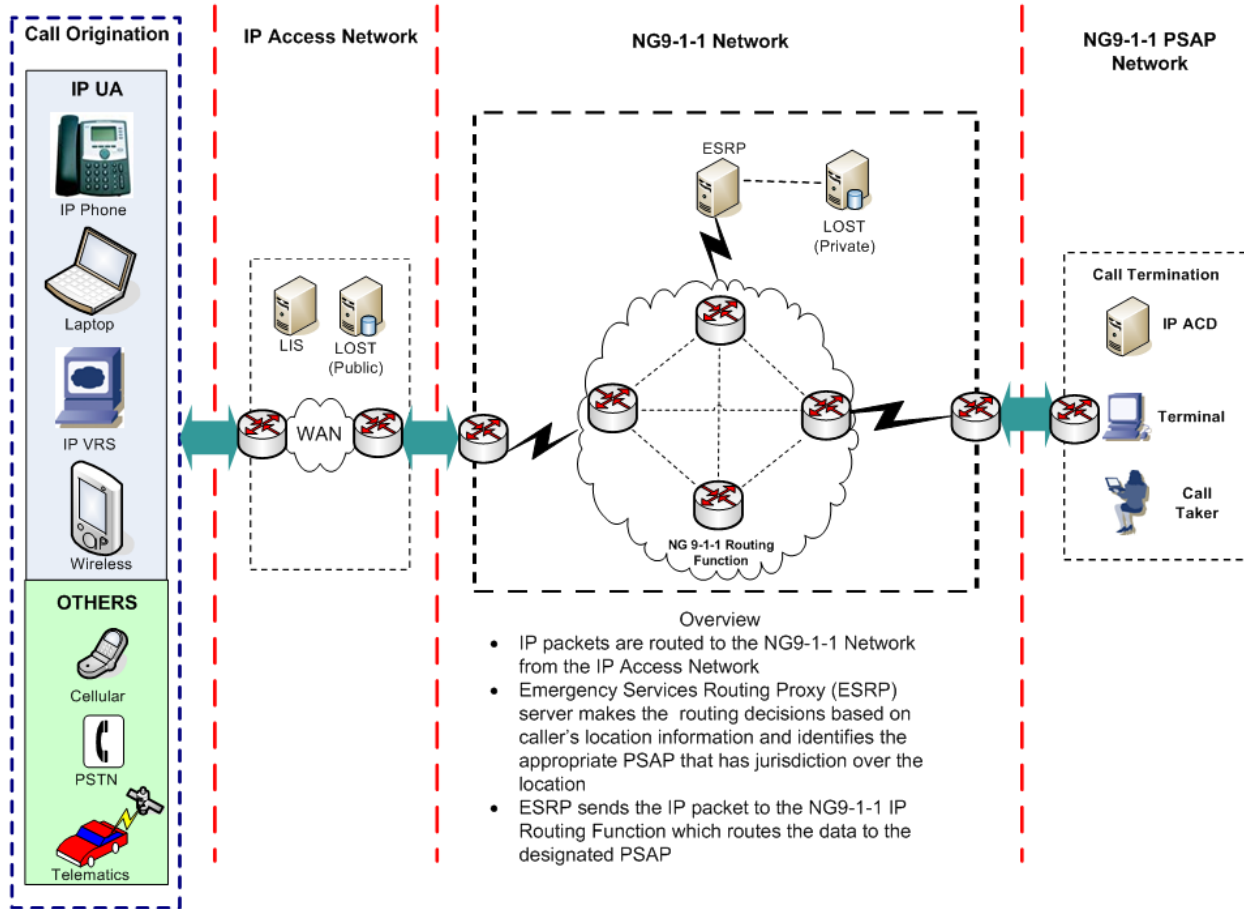 Call Origination
IP UA
IP Phone
Laptop
IP VRS
Wireless
OTHERS
Cellular
PSTN
Telematics
IP Access Network
LIS
LOST
(Public)
WAN
NG9-1-1 Network
ESRP
LOST
(Private)
NG 9-1-1 Routing
Function
Overview
• IP packets are routed to the NG9-1-1 Network
from the IP Access Network
• Emergency Services Routing Proxy (ESRP)
server makes the routing decisions based on
caller's location information and identifies the
appropriate PSAP that has jurisdiction over the
location
• ESRP sends the IP packet to the NG9-1-1 IP
Routing Function which routes the data to the
designated PSAP
NG9-1-1 PSAP
Network
Call Termination
IP ACD
Terminal
Call
Taker